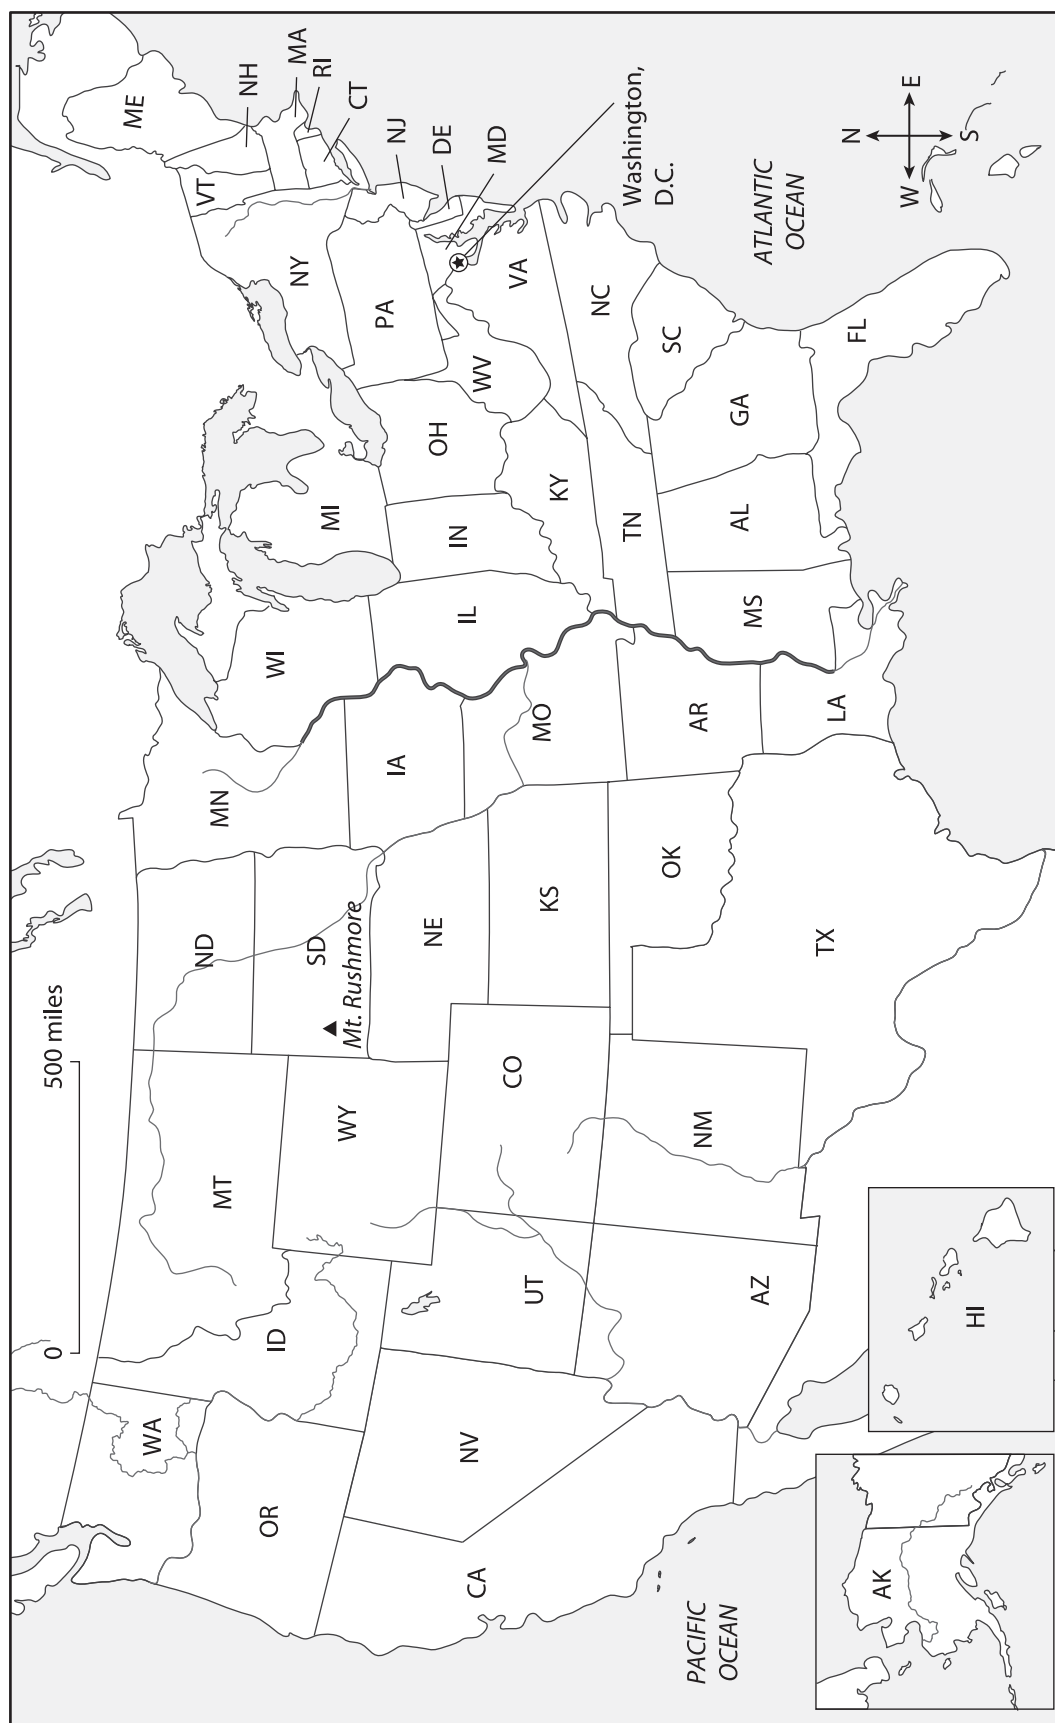 ME
NH
MA
RI
CT
VT
NY
NJ
DE
MD
PA
Washington,
D.C.
VA
WV
NC
SC
ATLANTIC
OCEAN
N
E
S
W
FL
GA
OH
KY
TN
AL
MS
MI
IN
IL
WI
MN
IA
MO
AR
LA
ND
SD
Mt. Rushmore
NE
KS
OK
TX
0
500 miles
MT
WY
CO
NM
ID
UT
AZ
WA
OR
NV
CA
PACIFIC
OCEAN
AK
HI